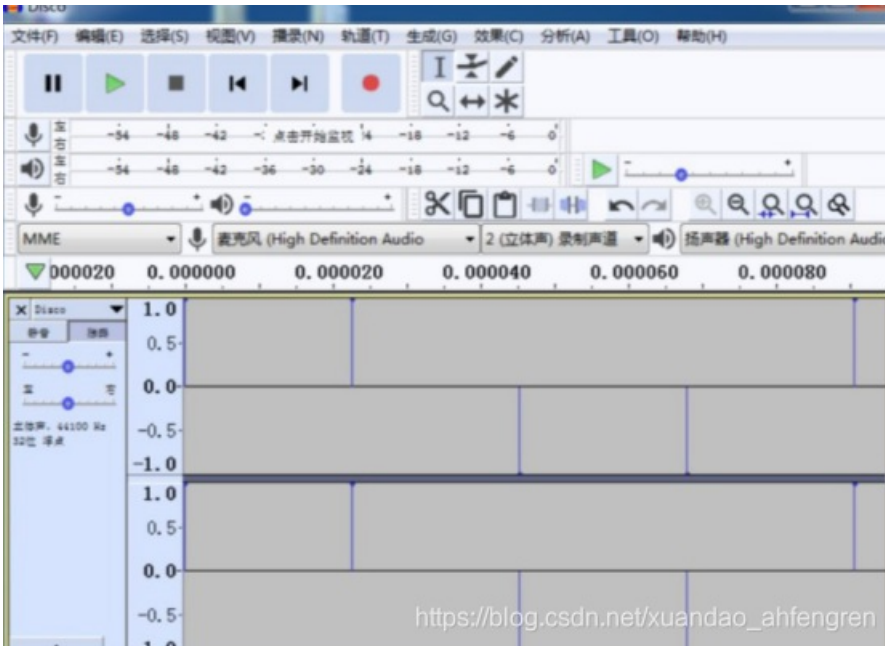 Disco
文件(F) 编辑(E) 选择(S) 视图(V) 播录(N) 轨道(T) 生成(G) 效果(C) 分析(A) 工具(O) 帮助(H)
左
右
-54 -48 -42 -: 点击开始监视 '4 -18 -12 -6 0
左
右
-54 -48 -42 -36 -30 -24 -18 -12 -6 0
- +
- + - +
MME 麦克风 (High Definition Audio 2 (立体声) 录制声道 扬声器 (High Definition Audio
000020 0.000000 0.000020 0.000040 0.000060 0.000080
Disco
静音 独奏
- +
左 右
立体声, 44100 Hz
32位 浮点
1.0
0.5
0.0
-0.5
-1.0
1.0
0.5
0.0
-0.5
https://blog.csdn.net/xuandao_ahfengren